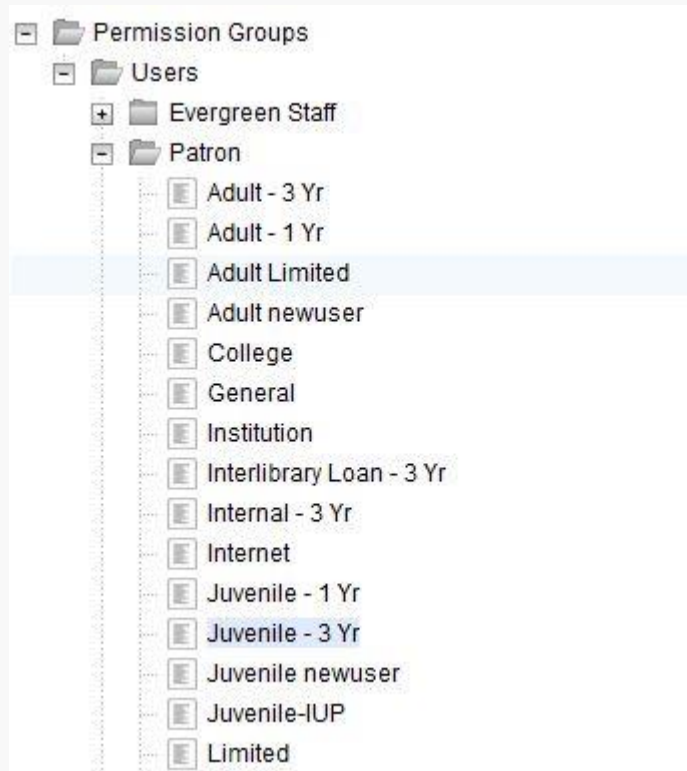 Permission Groups
Users
Evergreen Staff
Patron
Adult - 3 Yr
Adult - 1 Yr
Adult Limited
Adult newuser
College
General
Institution
Interlibrary Loan - 3 Yr
Internal - 3 Yr
Internet
Juvenile - 1 Yr
Juvenile - 3 Yr
Juvenile newuser
Juvenile-IUP
Limited